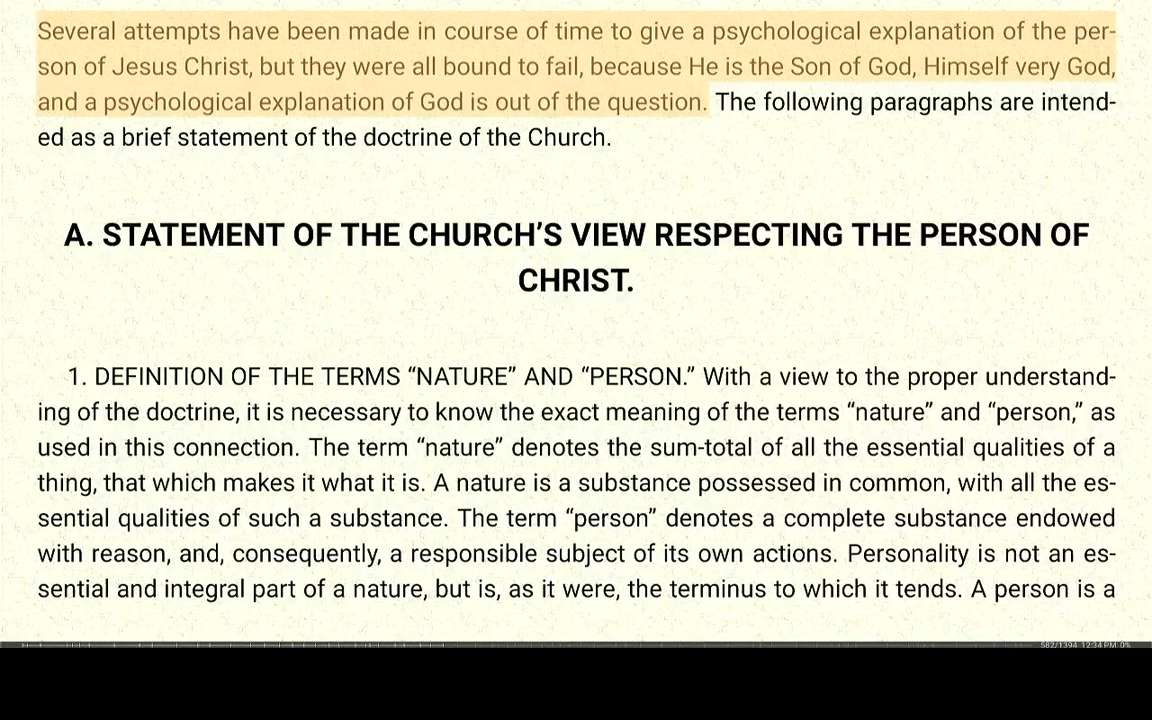 Several attempts have been made in course of time to give a psychological explanation of the per-
son of Jesus Christ, but they were all bound to fail, because He is the Son of God, Himself very God,
and a psychological explanation of God is out of the question. The following paragraphs are intend-
ed as a brief statement of the doctrine of the Church.
A. STATEMENT OF THE CHURCH’S VIEW RESPECTING THE PERSON OF
CHRIST.
1. DEFINITION OF THE TERMS “NATURE” AND “PERSON.” With a view to the proper understand-
ing of the doctrine, it is necessary to know the exact meaning of the terms “nature” and “person,” as
used in this connection. The term “nature” denotes the sum-total of all the essential qualities of a
thing, that which makes it what it is. A nature is a substance possessed in common, with all the es-
sential qualities of such a substance. The term “person” denotes a complete substance endowed
with reason, and, consequently, a responsible subject of its own actions. Personality is not an es-
sential and integral part of a nature, but is, as it were, the terminus to which it tends. A person is a
582/1394 12:34 PM 0%